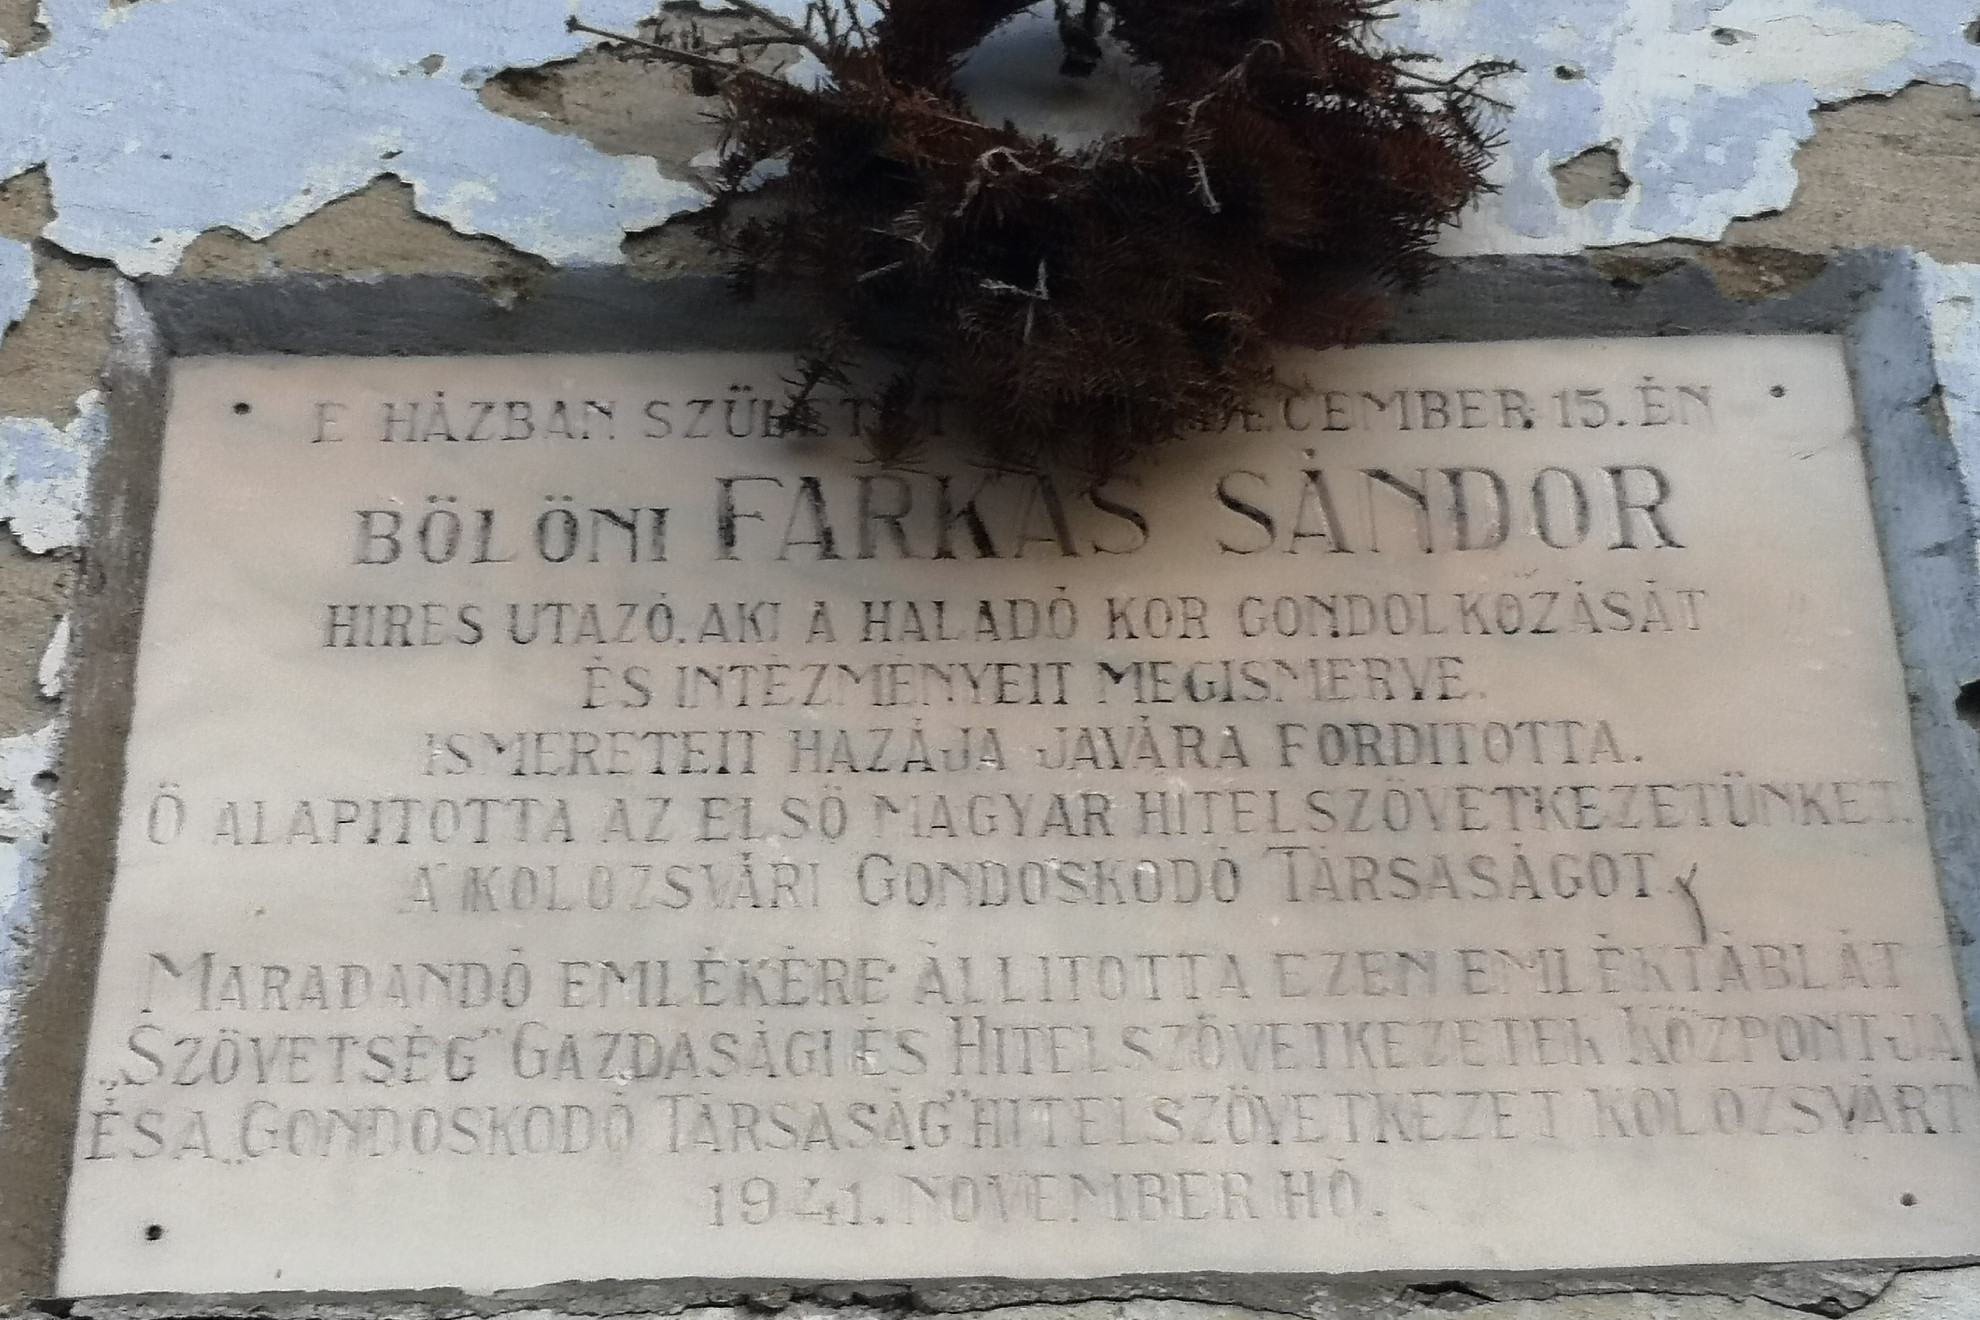 E HÁZBAN SZÜLETETT DECEMBER 15.ÉN
BÖLÖNI FARKAS SÁNDOR
HIRES UTAZÓ, AKI A HALADÓ KOR GONDOLKOZÁSÁT
ÉS INTÉZMÉNYEIT MEGISMERVE.
ISMERETEIT HAZÁJA JAVÁRA FORDITOTTA.
Ö ALAPITOTTA AZ ELSÖ MAGYAR HITELSZÖVETKEZETÜNKET.
A KOLOZSVÁRI GONDOSKODÓ TÁRSASÁGOT
MARADANDÓ EMLÉKÉRE ÁLLITOTTA EZEN EMLÉKTÁBLÁT
„SZÖVETSÉG" GAZDASÁGI ÉS HITELSZÖVETKEZETEK KÖZPONTJA
ÉS A „GONDOSKODÓ TÁRSASÁG" HITELSZÖVETKEZET KOLOZSVÁRT
1941. NOVEMBER HÓ.